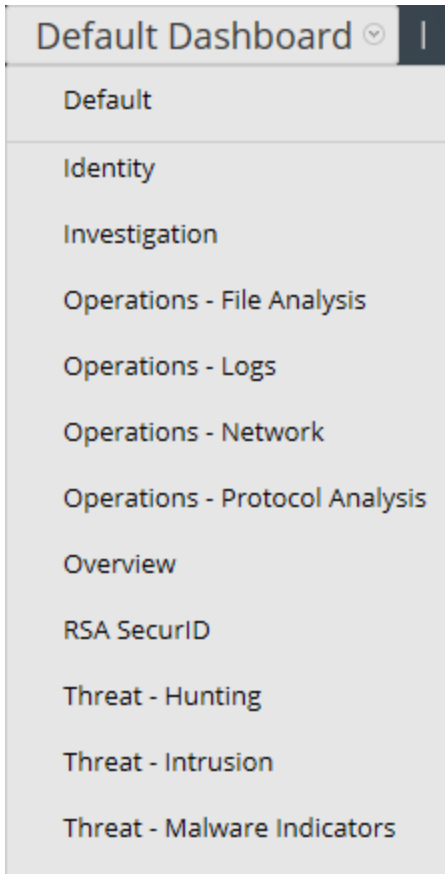 Default Dashboard
Default
Identity
Investigation
Operations - File Analysis
Operations - Logs
Operations - Network
Operations - Protocol Analysis
Overview
RSA SecurID
Threat - Hunting
Threat - Intrusion
Threat - Malware Indicators